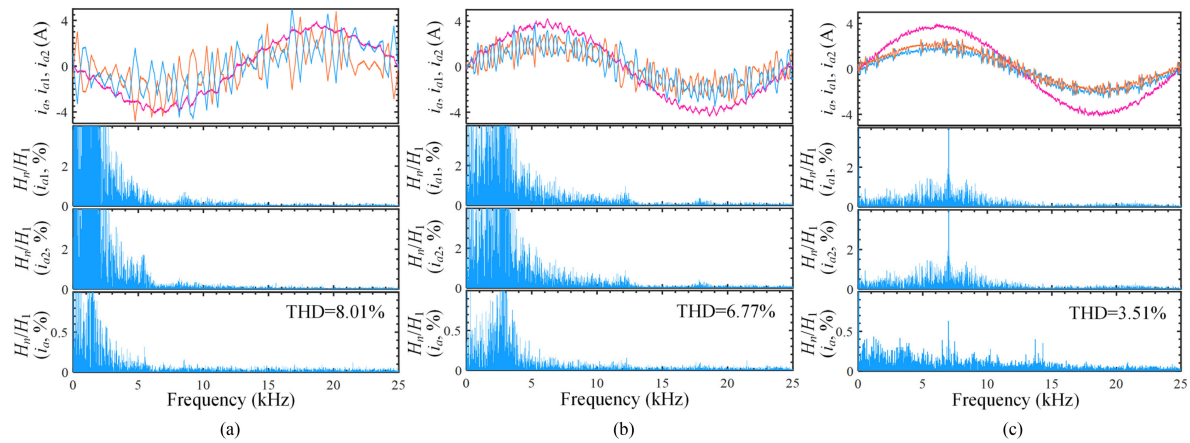 4
0
-4
i_a, i_a1, i_a2 (A)
2
0
H_n/H_1
(i_a1, %)
2
0
H_n/H_1
(i_a2, %)
THD=8.01%
0.5
H_n/H_1
(i_a, %)
0 5 10 15 20 25
Frequency (kHz)
(a)
4
0
-4
i_a, i_a1, i_a2 (A)
2
0
H_n/H_1
(i_a1, %)
2
0
H_n/H_1
(i_a2, %)
THD=6.77%
0.5
H_n/H_1
(i_a, %)
0 5 10 15 20 25
Frequency (kHz)
(b)
4
0
-4
i_a, i_a1, i_a2 (A)
2
0
H_n/H_1
(i_a1, %)
2
0
H_n/H_1
(i_a2, %)
THD=3.51%
0.5
H_n/H_1
(i_a, %)
0 5 10 15 20 25
Frequency (kHz)
(c)